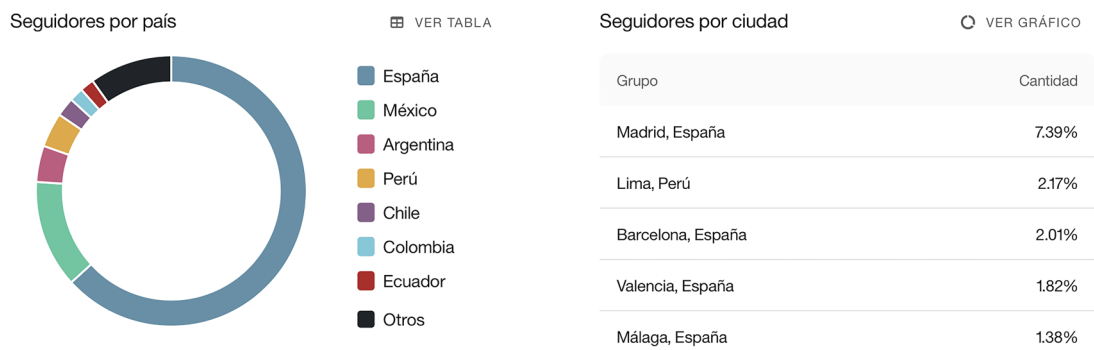 Seguidores por país
VER TABLA
España
México
Argentina
Perú
Chile
Colombia
Ecuador
Otros
Seguidores por ciudad
VER GRÁFICO
Grupo Cantidad
Madrid, España 7.39%
Lima, Perú 2.17%
Barcelona, España 2.01%
Valencia, España 1.82%
Málaga, España 1.38%